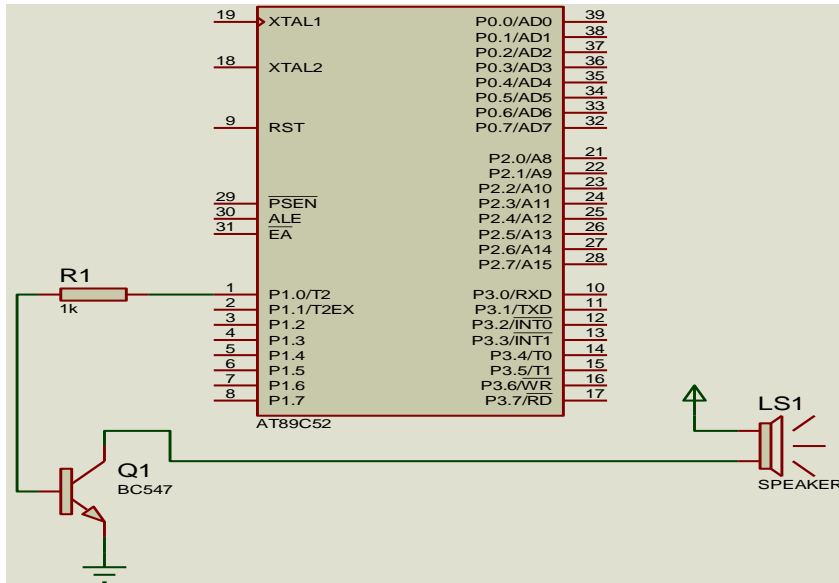 19 XTAL1 P0.0/AD0 39
P0.1/AD1 38
P0.2/AD2 37
18 XTAL2 P0.3/AD3 36
P0.4/AD4 35
P0.5/AD5 34
P0.6/AD6 33
9 RST P0.7/AD7 32
P2.0/A8 21
P2.1/A9 22
P2.2/A10 23
29 PSEN P2.3/A11 24
30 ALE P2.4/A12 25
31 EA P2.5/A13 26
P2.6/A14 27
P2.7/A15 28
R1
1k
1 P1.0/T2 P3.0/RXD 10
2 P1.1/T2EX P3.1/TXD 11
3 P1.2 P3.2/INT0 12
4 P1.3 P3.3/INT1 13
5 P1.4 P3.4/T0 14
6 P1.5 P3.5/T1 15
7 P1.6 P3.6/WR 16
8 P1.7 P3.7/RD 17
AT89C52
LS1
SPEAKER
Q1
BC547